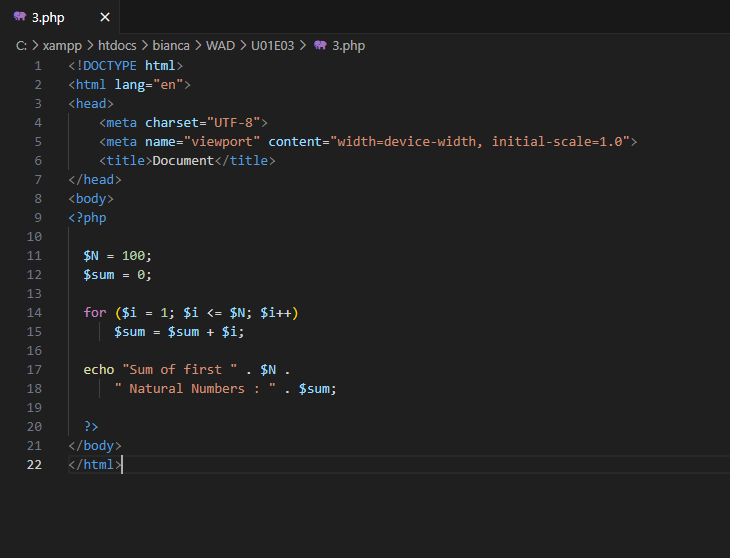 3.php ×
C: > xampp > htdocs > bianca > WAD > U01E03 > 3.php
1 <!DOCTYPE html>
2 <html lang="en">
3 <head>
4     <meta charset="UTF-8">
5     <meta name="viewport" content="width=device-width, initial-scale=1.0">
6     <title>Document</title>
7 </head>
8 <body>
9 <?php
10
11   $N = 100;
12   $sum = 0;
13
14   for ($i = 1; $i <= $N; $i++)
15       $sum = $sum + $i;
16
17   echo "Sum of first " . $N .
18       " Natural Numbers : " . $sum;
19
20   ?>
21 </body>
22 </html>